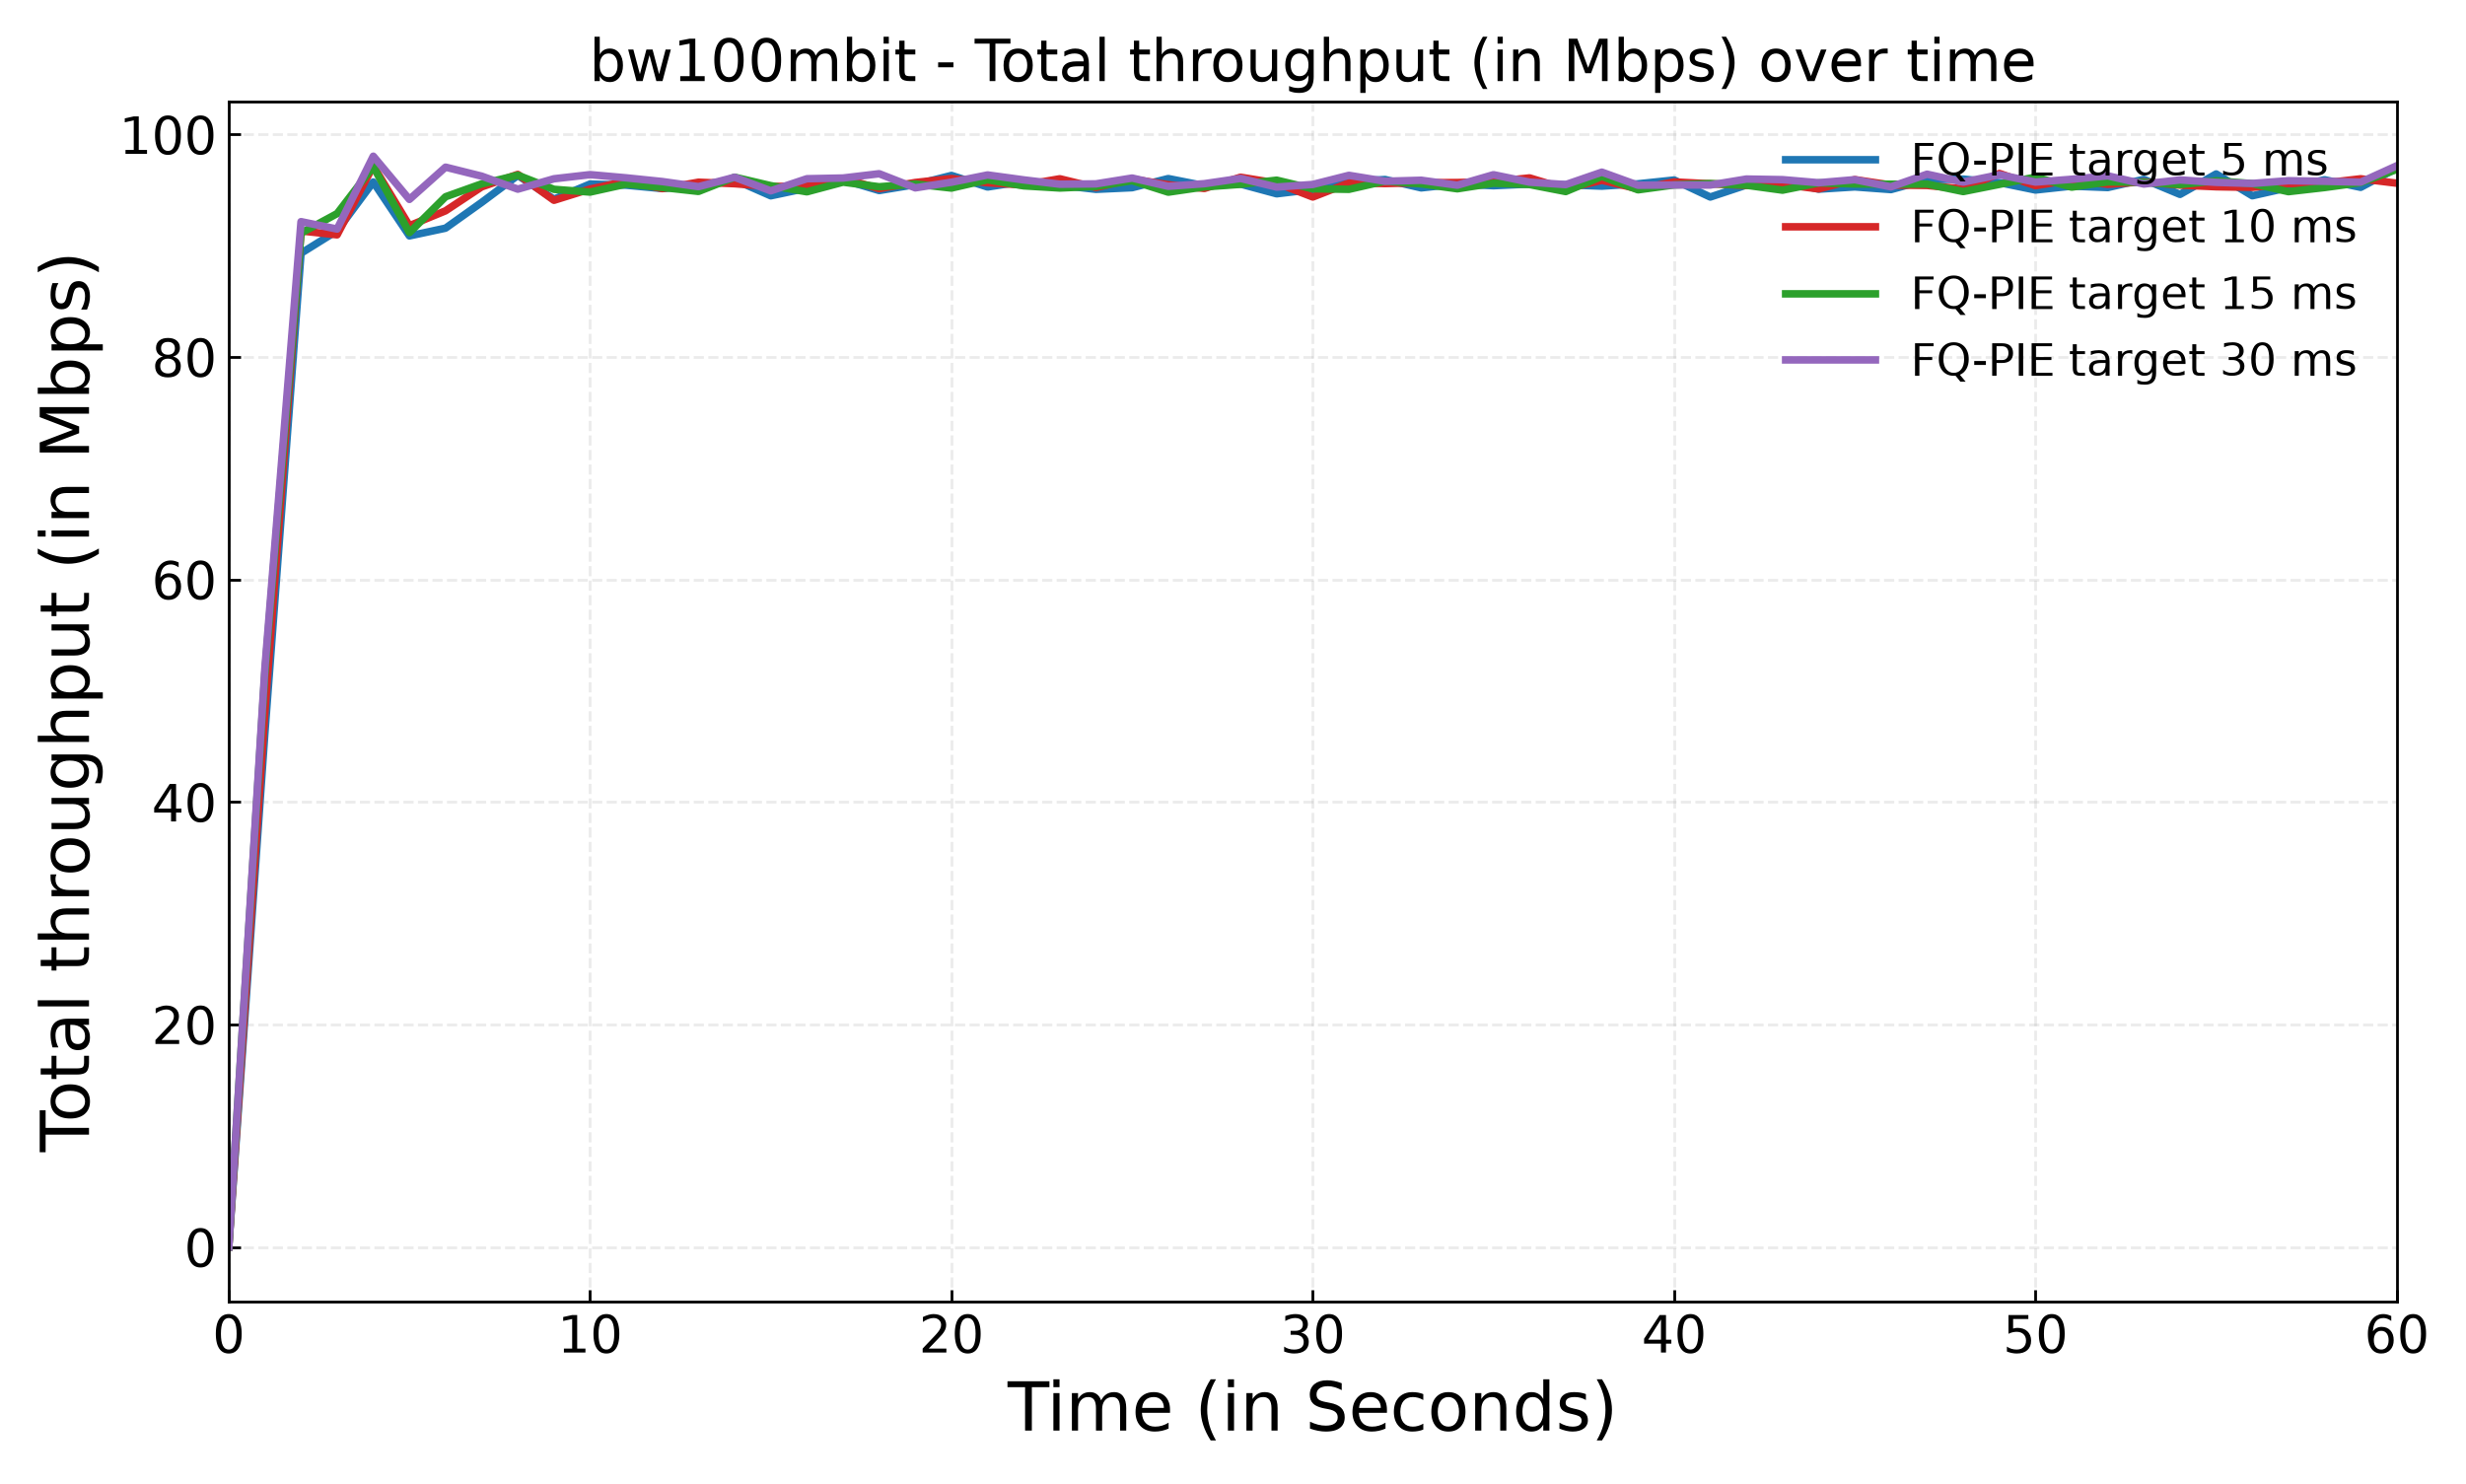 bw100mbit - Total throughput (in Mbps) over time
Total throughput (in Mbps)
100
80
60
40
20
0
FQ-PIE target 5 ms
FQ-PIE target 10 ms
FQ-PIE target 15 ms
FQ-PIE target 30 ms
0 10 20 30 40 50 60
Time (in Seconds)